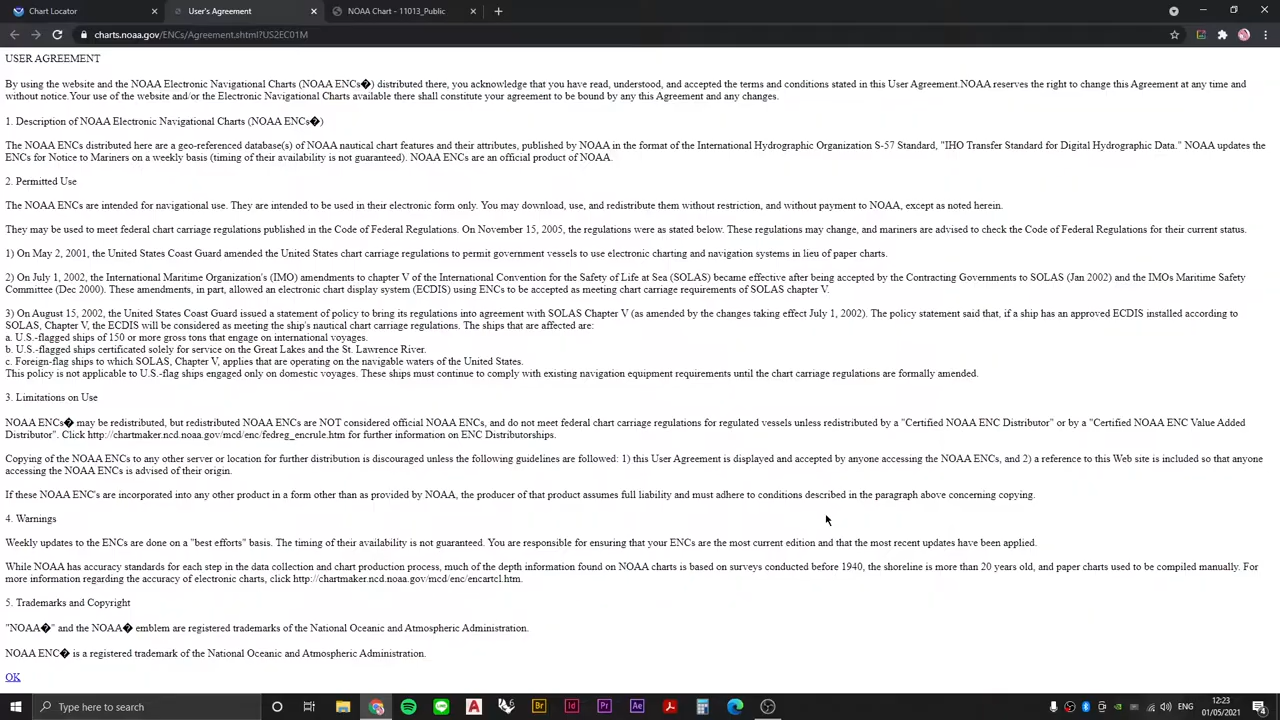 Chart Locator
User's Agreement
NOAA Chart - 11013_Public
charts.noaa.gov/ENCs/Agreement.shtml?US2EC01M
USER AGREEMENT
By using the website and the NOAA Electronic Navigational Charts (NOAA ENCs�) distributed there, you acknowledge that you have read, understood, and accepted the terms and conditions stated in this User Agreement.NOAA reserves the right to change this Agreement at any time and
without notice.Your use of the website and/or the Electronic Navigational Charts available there shall constitute your agreement to be bound by any this Agreement and any changes.
1. Description of NOAA Electronic Navigational Charts (NOAA ENCs�)
The NOAA ENCs distributed here are a geo-referenced database(s) of NOAA nautical chart features and their attributes, published by NOAA in the format of the International Hydrographic Organization S-57 Standard, "IHO Transfer Standard for Digital Hydrographic Data." NOAA updates the
ENCs for Notice to Mariners on a weekly basis (timing of their availability is not guaranteed). NOAA ENCs are an official product of NOAA.
2. Permitted Use
The NOAA ENCs are intended for navigational use. They are intended to be used in their electronic form only. You may download, use, and redistribute them without restriction, and without payment to NOAA, except as noted herein.
They may be used to meet federal chart carriage regulations published in the Code of Federal Regulations. On November 15, 2005, the regulations were as stated below. These regulations may change, and mariners are advised to check the Code of Federal Regulations for their current status.
1) On May 2, 2001, the United States Coast Guard amended the United States chart carriage regulations to permit government vessels to use electronic charting and navigation systems in lieu of paper charts.
2) On July 1, 2002, the International Maritime Organization's (IMO) amendments to chapter V of the International Convention for the Safety of Life at Sea (SOLAS) became effective after being accepted by the Contracting Governments to SOLAS (Jan 2002) and the IMOs Maritime Safety
Committee (Dec 2000). These amendments, in part, allowed an electronic chart display system (ECDIS) using ENCs to be accepted as meeting chart carriage requirements of SOLAS chapter V.
3) On August 15, 2002, the United States Coast Guard issued a statement of policy to bring its regulations into agreement with SOLAS Chapter V (as amended by the changes taking effect July 1, 2002). The policy statement said that, if a ship has an approved ECDIS installed according to
SOLAS, Chapter V, the ECDIS will be considered as meeting the ship's nautical chart carriage regulations. The ships that are affected are:
a. U.S.-flagged ships of 150 or more gross tons that engage on international voyages.
b. U.S.-flagged ships certificated solely for service on the Great Lakes and the St. Lawrence River.
c. Foreign-flag ships to which SOLAS, Chapter V, applies that are operating on the navigable waters of the United States.
This policy is not applicable to U.S.-flag ships engaged only on domestic voyages. These ships must continue to comply with existing navigation equipment requirements until the chart carriage regulations are formally amended.
3. Limitations on Use
NOAA ENCs� may be redistributed, but redistributed NOAA ENCs are NOT considered official NOAA ENCs, and do not meet federal chart carriage regulations for regulated vessels unless redistributed by a "Certified NOAA ENC Distributor" or by a "Certified NOAA ENC Value Added
Distributor". Click http://chartmaker.ncd.noaa.gov/mcd/enc/fedreg_encrule.htm for further information on ENC Distributorships.
Copying of the NOAA ENCs to any other server or location for further distribution is discouraged unless the following guidelines are followed: 1) this User Agreement is displayed and accepted by anyone accessing the NOAA ENCs, and 2) a reference to this Web site is included so that anyone
accessing the NOAA ENCs is advised of their origin.
If these NOAA ENC's are incorporated into any other product in a form other than as provided by NOAA, the producer of that product assumes full liability and must adhere to conditions described in the paragraph above concerning copying.
4. Warnings
Weekly updates to the ENCs are done on a "best efforts" basis. The timing of their availability is not guaranteed. You are responsible for ensuring that your ENCs are the most current edition and that the most recent updates have been applied.
While NOAA has accuracy standards for each step in the data collection and chart production process, much of the depth information found on NOAA charts is based on surveys conducted before 1940, the shoreline is more than 20 years old, and paper charts used to be compiled manually. For
more information regarding the accuracy of electronic charts, click http://chartmaker.ncd.noaa.gov/mcd/enc/encartcl.htm.
5. Trademarks and Copyright
"NOAA�" and the NOAA� emblem are registered trademarks of the National Oceanic and Atmospheric Administration.
NOAA ENC� is a registered trademark of the National Oceanic and Atmospheric Administration.
OK
Type here to search
Br
Id
Pr
Ae
ENG
12:23
01/05/2021